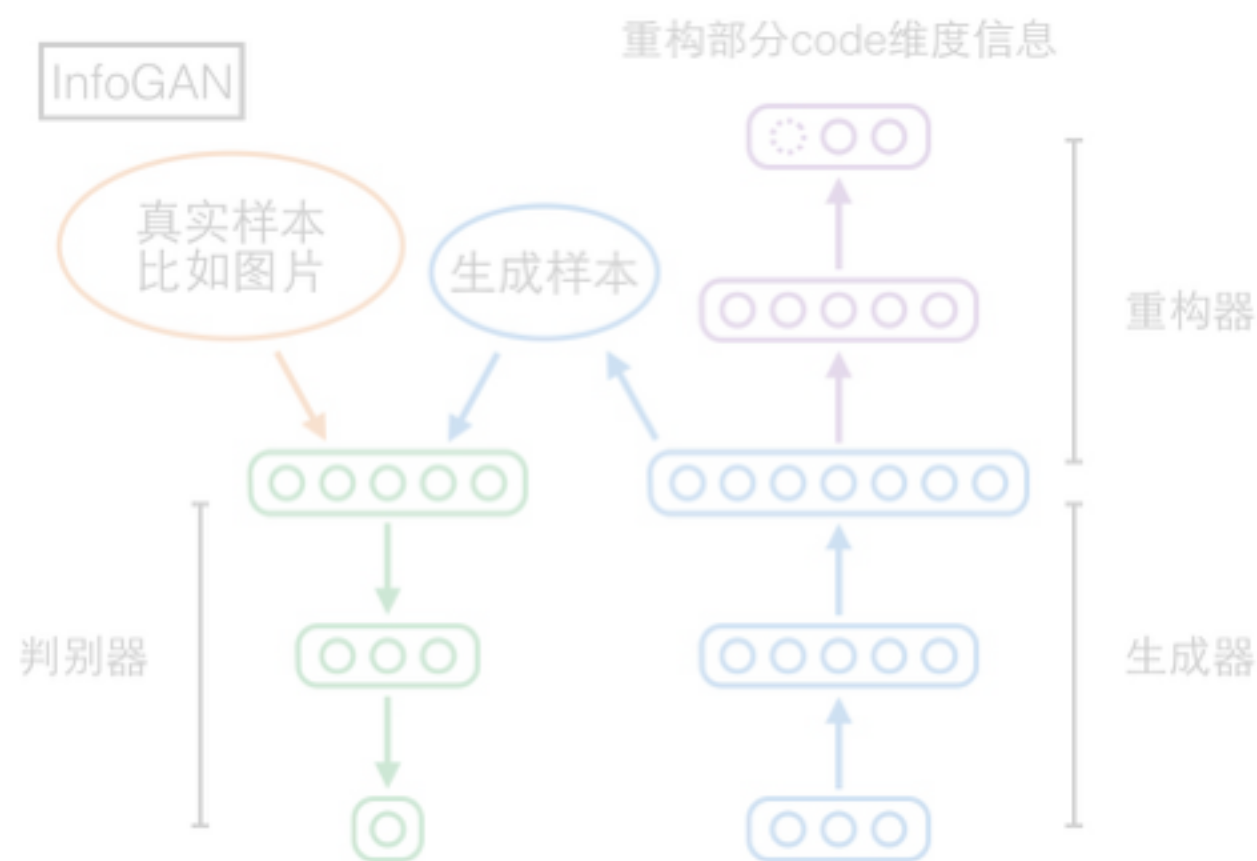 InfoGAN
重构部分code维度信息
真实样本
比如图片
生成样本
重构器
判别器
生成器